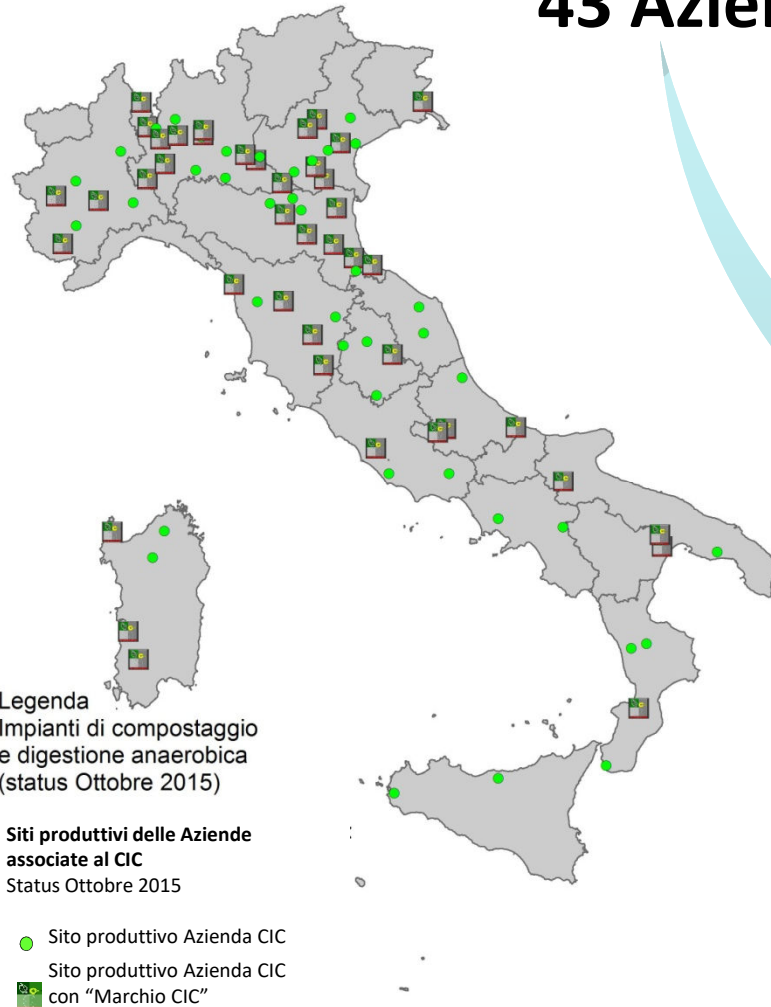 43 Azien
Legenda
Impianti di compostaggio
e digestione anaerobica
(status Ottobre 2015)
Siti produttivi delle Aziende
associate al CIC
Status Ottobre 2015
:
Sito produttivo Azienda CIC
Sito produttivo Azienda CIC
con “Marchio CIC”